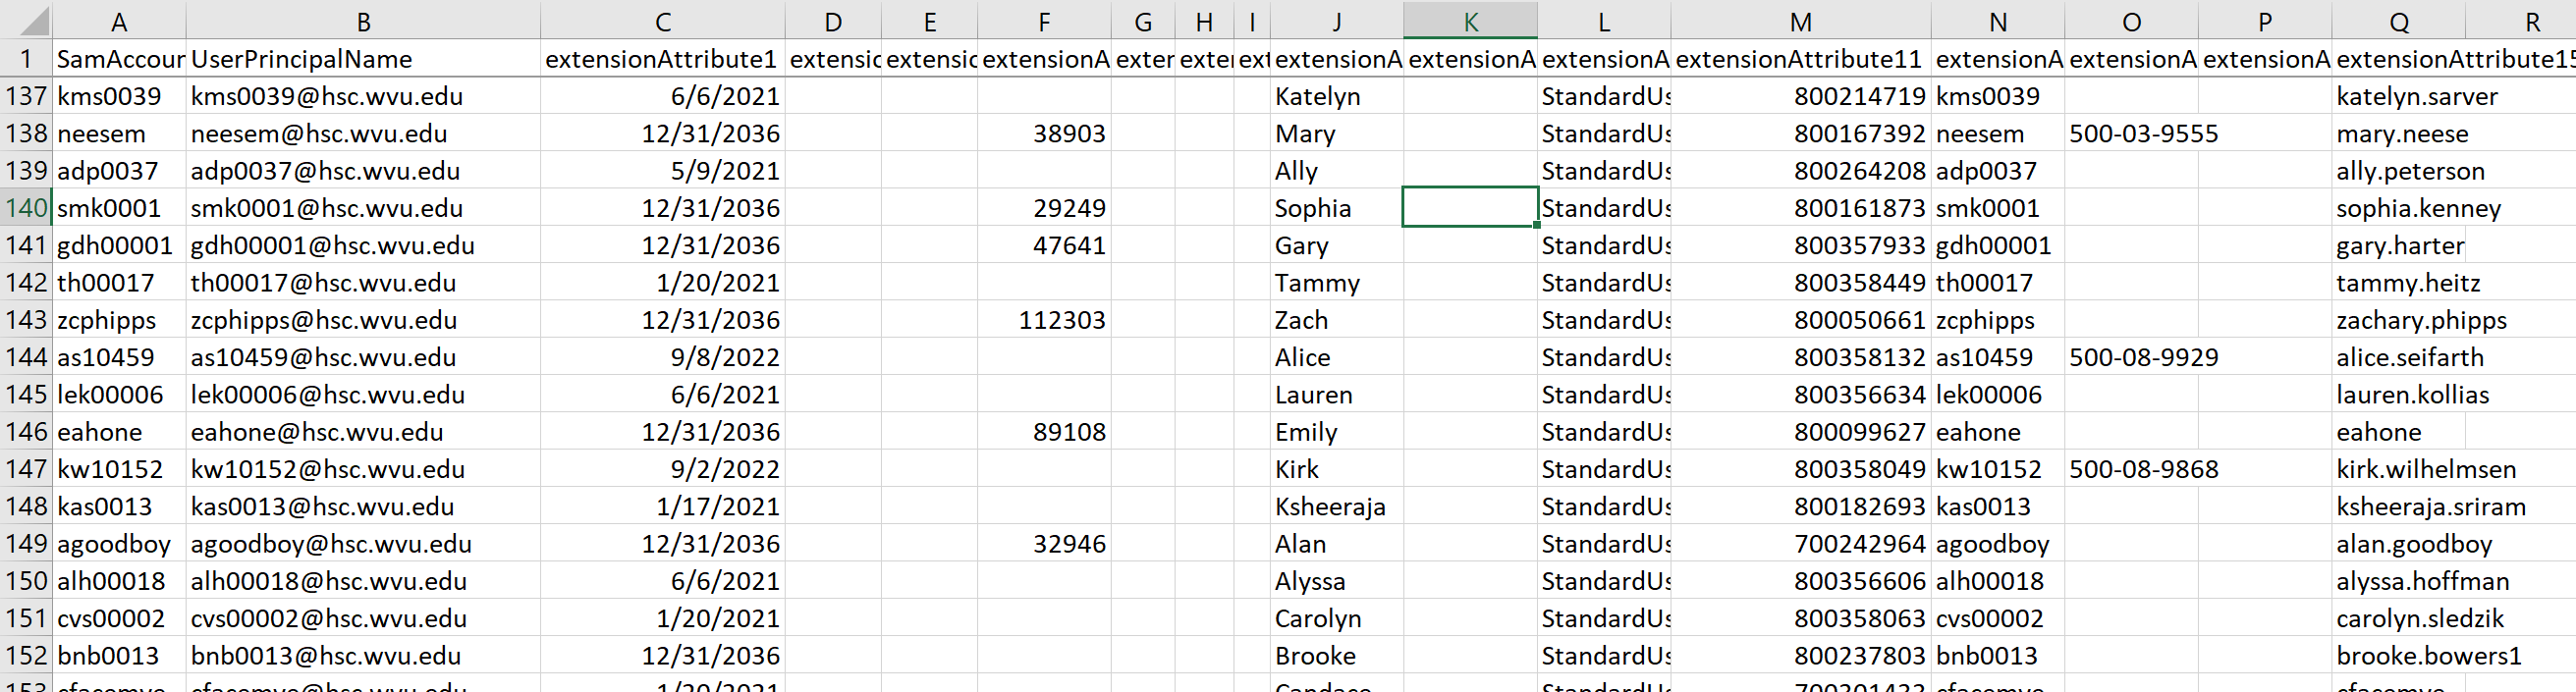 A B C D E F G H I J K L M N O P Q R
1 SamAccour UserPrincipalName extensionAttribute1 extensic extensic extensionA exter exter ext extensionA extensionA extensionA extensionAttribute11 extensionA extensionA extensionA extensionAttribute15
137 kms0039 kms0039@hsc.wvu.edu 6/6/2021 Katelyn StandardUs 800214719 kms0039 katelyn.sarver
138 neesem neesem@hsc.wvu.edu 12/31/2036 38903 Mary StandardUs 800167392 neesem 500-03-9555 mary.neese
139 adp0037 adp0037@hsc.wvu.edu 5/9/2021 Ally StandardUs 800264208 adp0037 ally.peterson
140 smk0001 smk0001@hsc.wvu.edu 12/31/2036 29249 Sophia StandardUs 800161873 smk0001 sophia.kenney
141 gdh00001 gdh00001@hsc.wvu.edu 12/31/2036 47641 Gary StandardUs 800357933 gdh00001 gary.harter
142 th00017 th00017@hsc.wvu.edu 1/20/2021 Tammy StandardUs 800358449 th00017 tammy.heitz
143 zcphipps zcphipps@hsc.wvu.edu 12/31/2036 112303 Zach StandardUs 800050661 zcphipps zachary.phipps
144 as10459 as10459@hsc.wvu.edu 9/8/2022 Alice StandardUs 800358132 as10459 500-08-9929 alice.seifarth
145 lek00006 lek00006@hsc.wvu.edu 6/6/2021 Lauren StandardUs 800356634 lek00006 lauren.kollias
146 eahone eahone@hsc.wvu.edu 12/31/2036 89108 Emily StandardUs 800099627 eahone eahone
147 kw10152 kw10152@hsc.wvu.edu 9/2/2022 Kirk StandardUs 800358049 kw10152 500-08-9868 kirk.wilhelmsen
148 kas0013 kas0013@hsc.wvu.edu 1/17/2021 Ksheeraja StandardUs 800182693 kas0013 ksheeraja.sriram
149 agoodboy agoodboy@hsc.wvu.edu 12/31/2036 32946 Alan StandardUs 700242964 agoodboy alan.goodboy
150 alh00018 alh00018@hsc.wvu.edu 6/6/2021 Alyssa StandardUs 800356606 alh00018 alyssa.hoffman
151 cvs00002 cvs00002@hsc.wvu.edu 1/20/2021 Carolyn StandardUs 800358063 cvs00002 carolyn.sledzik
152 bnb0013 bnb0013@hsc.wvu.edu 12/31/2036 Brooke StandardUs 800237803 bnb0013 brooke.bowers1